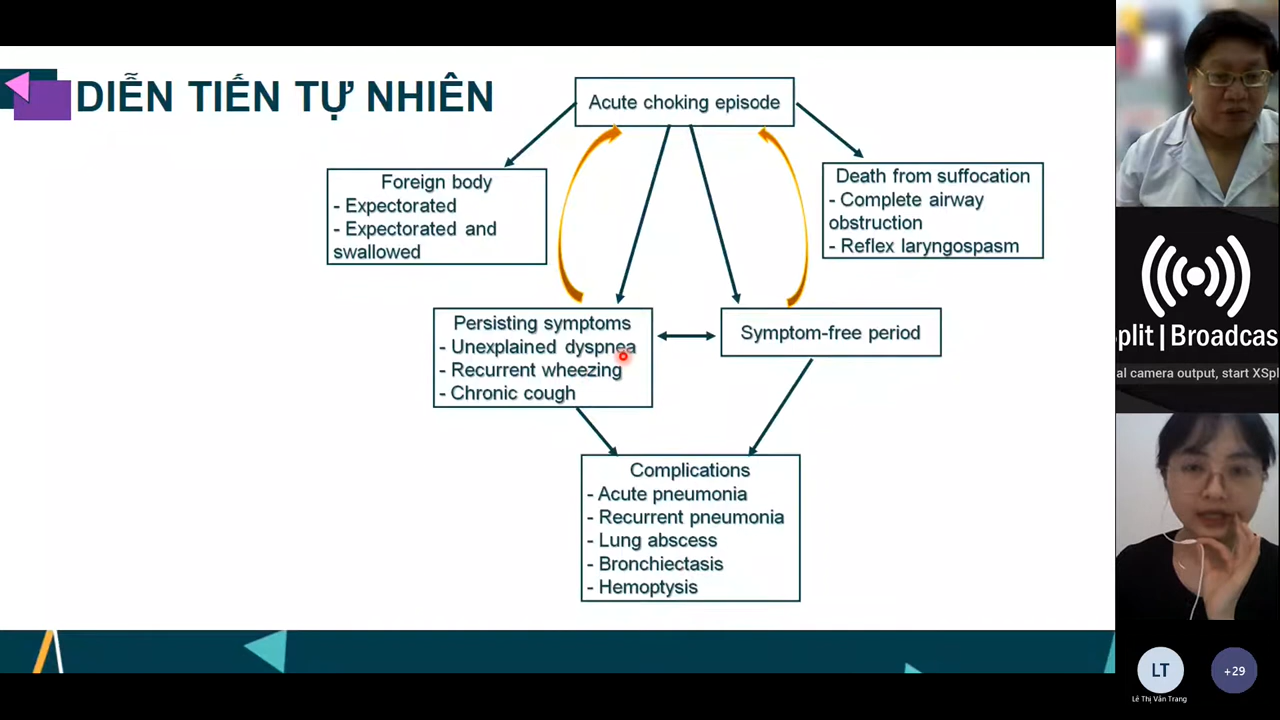 DIỄN TIẾN TỰ NHIÊN
Acute choking episode
Foreign body
- Expectorated
- Expectorated and
swallowed
Death from suffocation
- Complete airway
obstruction
- Reflex laryngospasm
Persisting symptoms
- Unexplained dyspnea
- Recurrent wheezing
- Chronic cough
Symptom-free period
Complications
- Acute pneumonia
- Recurrent pneumonia
- Lung abscess
- Bronchiectasis
- Hemoptysis
plit | Broadcas
al camera output, start XSpl
LT
+29
Lê Thị Vân Trang